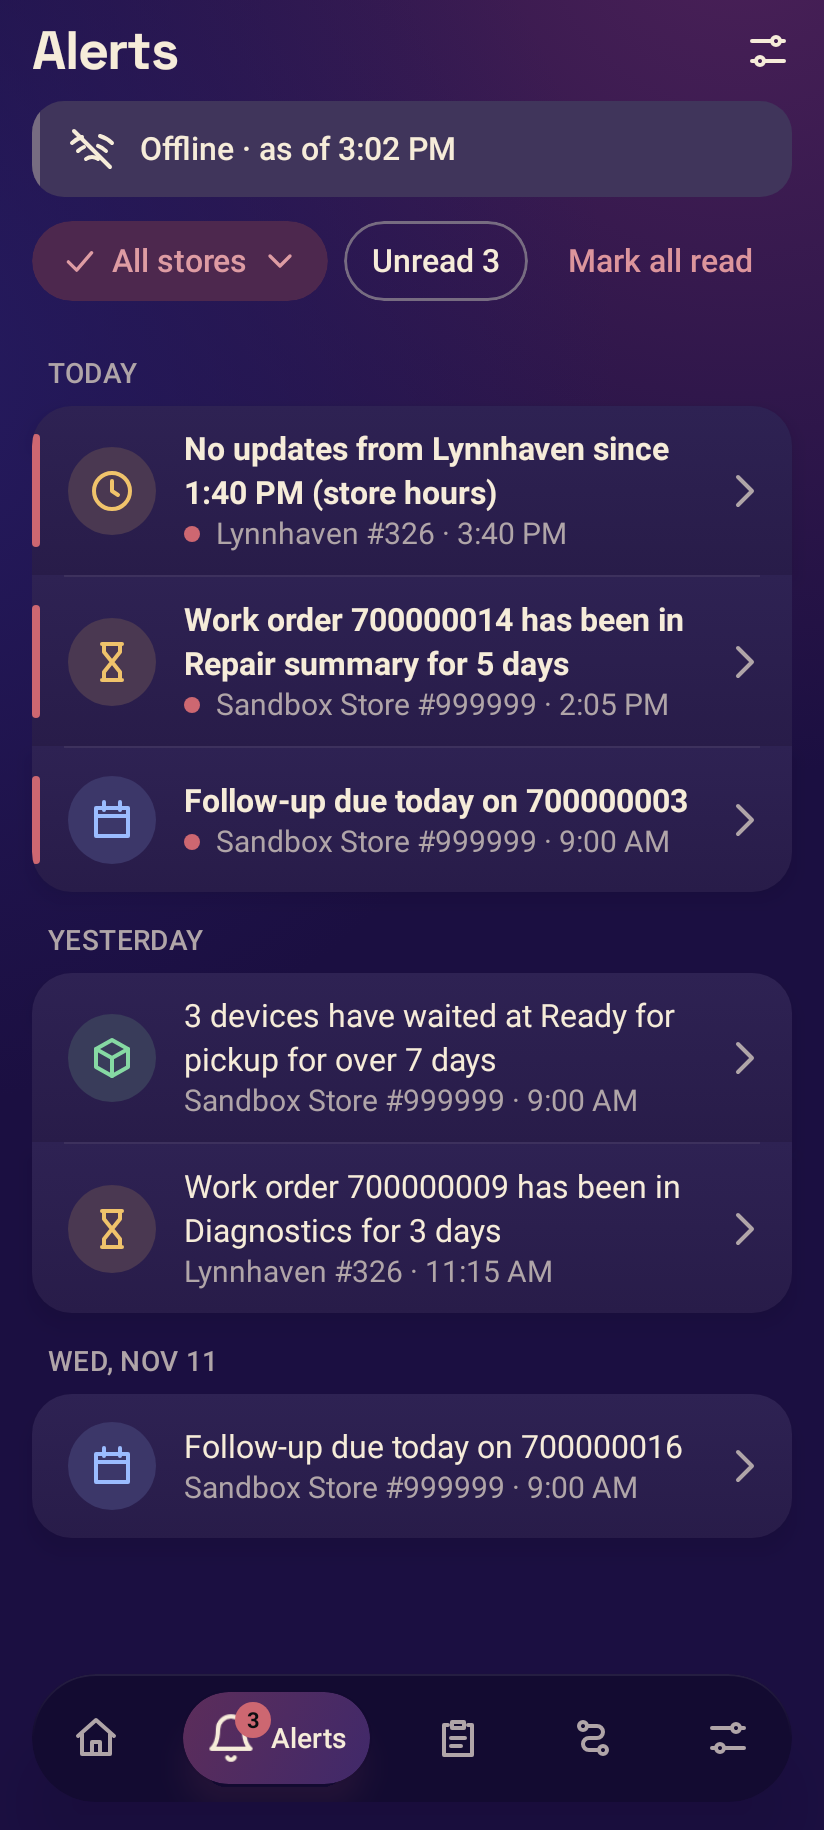 Alerts
Offline · as of 3:02 PM
All stores
Unread 3
Mark all read
TODAY
No updates from Lynnhaven since
1:40 PM (store hours)
Lynnhaven #326 · 3:40 PM
Work order 700000014 has been in
Repair summary for 5 days
Sandbox Store #999999 · 2:05 PM
Follow-up due today on 700000003
Sandbox Store #999999 · 9:00 AM
YESTERDAY
3 devices have waited at Ready for
pickup for over 7 days
Sandbox Store #999999 · 9:00 AM
Work order 700000009 has been in
Diagnostics for 3 days
Lynnhaven #326 · 11:15 AM
WED, NOV 11
Follow-up due today on 700000016
Sandbox Store #999999 · 9:00 AM
3
Alerts